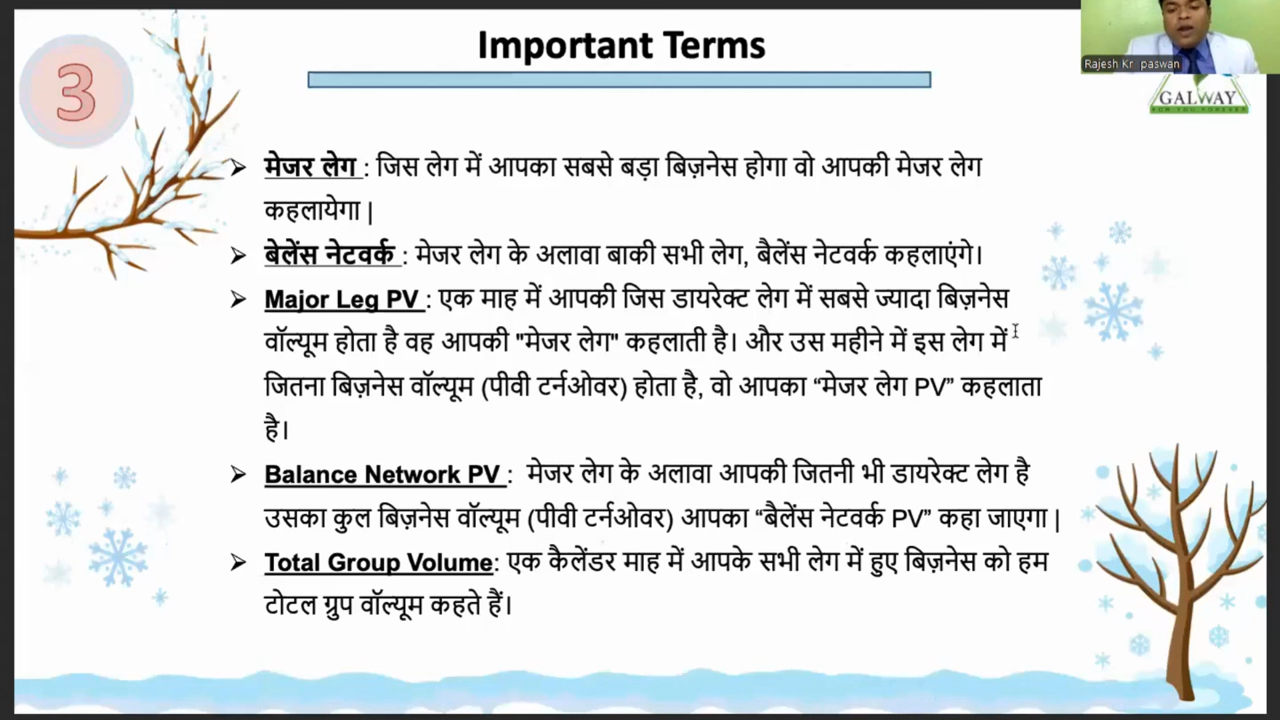 Important Terms
3
Rajesh Kr paswan
GALWAY
➢ मेजर लेग : जिस लेग में आपका सबसे बड़ा बिज़नेस होगा वो आपकी मेजर लेग
कहलायेगा |
➢ बेलेंस नेटवर्क : मेजर लेग के अलावा बाकी सभी लेग, बैलेंस नेटवर्क कहलाएंगे।
➢ Major Leg PV : एक माह में आपकी जिस डायरेक्ट लेग में सबसे ज्यादा बिज़नेस
वॉल्यूम होता है वह आपकी "मेजर लेग" कहलाती है। और उस महीने में इस लेग में
जितना बिज़नेस वॉल्यूम (पीवी टर्नओवर) होता है, वो आपका “मेजर लेग PV” कहलाता
है।
➢ Balance Network PV : मेजर लेग के अलावा आपकी जितनी भी डायरेक्ट लेग है
उसका कुल बिज़नेस वॉल्यूम (पीवी टर्नओवर) आपका “बैलेंस नेटवर्क PV” कहा जाएगा |
➢ Total Group Volume: एक कैलेंडर माह में आपके सभी लेग में हुए बिज़नेस को हम
टोटल ग्रुप वॉल्यूम कहते हैं।